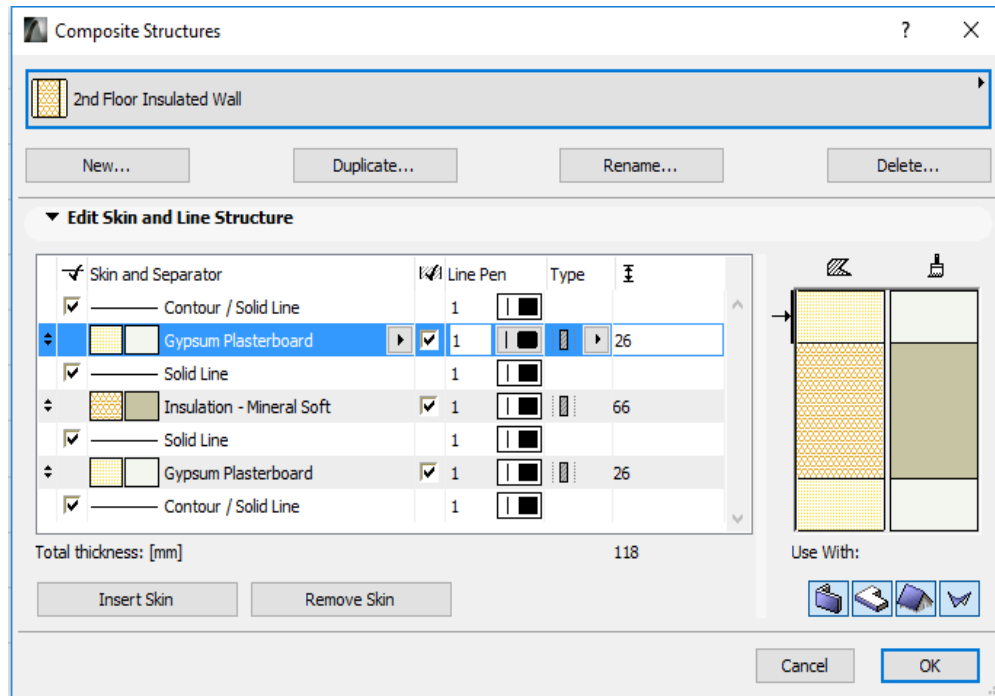 Composite Structures
2nd Floor Insulated Wall
New... Duplicate... Rename... Delete...
Edit Skin and Line Structure
Skin and Separator Line Pen Type
Contour / Solid Line 1
Gypsum Plasterboard 1 26
Solid Line 1
Insulation - Mineral Soft 1 66
Solid Line 1
Gypsum Plasterboard 1 26
Contour / Solid Line 1
Total thickness: [mm] 118
Use With:
Insert Skin Remove Skin
Cancel OK